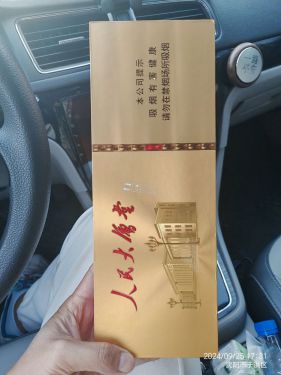 本公司提示
吸烟有害健康
请勿在禁烟场所吸烟
人民大会堂
2024/09/25 17:31
沈阳市于洪区